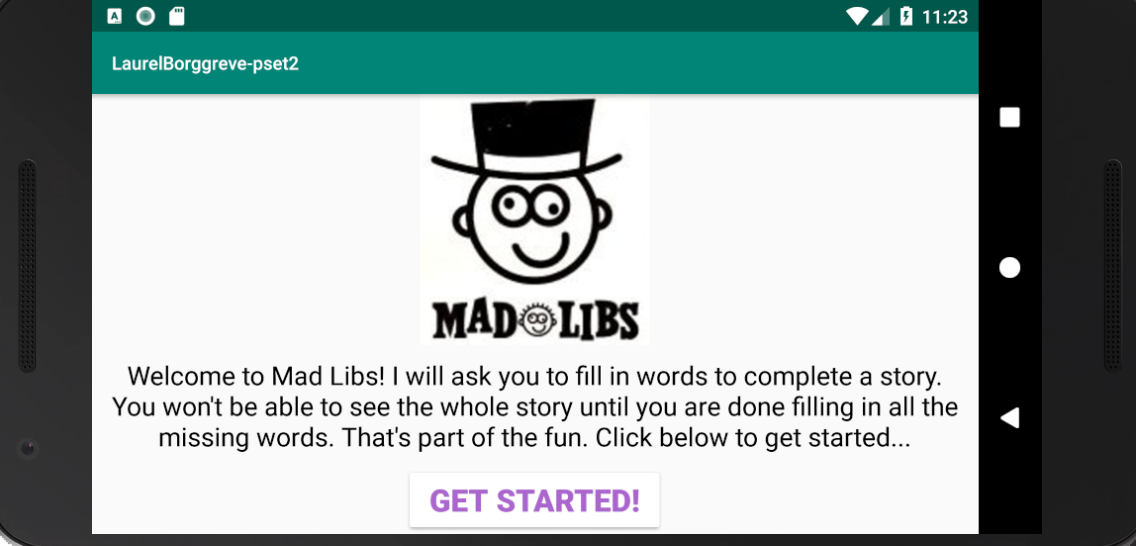 11:23
LaurelBorggreve-pset2
MAD LIBS
Welcome to Mad Libs! I will ask you to fill in words to complete a story.
You won't be able to see the whole story until you are done filling in all the
missing words. That's part of the fun. Click below to get started...
GET STARTED!